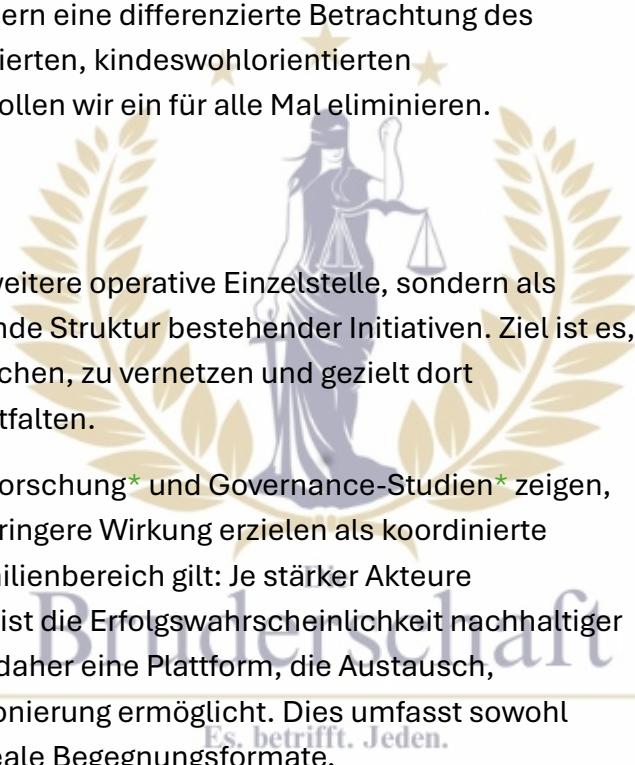 ern eine differenzierte Betrachtung des
ierten, kindeswohlorientierten
ollen wir ein für alle Mal eliminieren.
weitere operative Einzelstelle, sondern als
nde Struktur bestehender Initiativen. Ziel ist es,
chen, zu vernetzen und gezielt dort
tfalten.
orschung* und Governance-Studien* zeigen,
ringere Wirkung erzielen als koordinierte
Die
ilienbereich gilt: Je stärker Akteure
Bruderschaft
ist die Erfolgswahrscheinlichkeit nachhaltiger
daher eine Plattform, die Austausch,
onierung ermöglicht. Dies umfasst sowohl
Es. betrifft. Jeden.
eale Begegnungsformate.